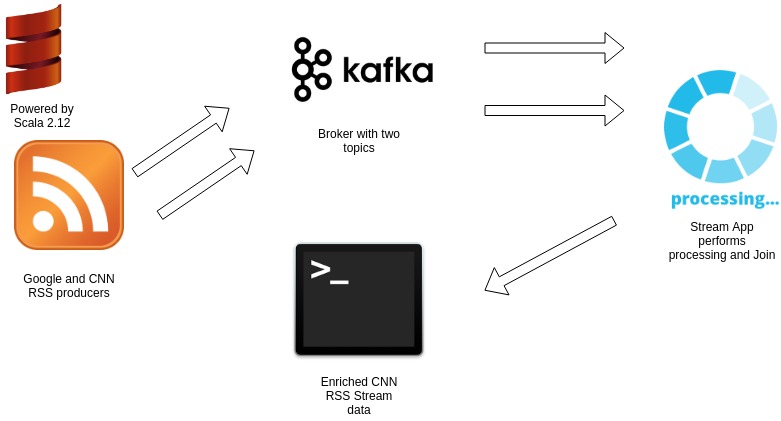 Powered by
Scala 2.12
kafka
Broker with two
topics
processing...
Stream App
performs
processing and Join
Google and CNN
RSS producers
>_
Enriched CNN
RSS Stream
data